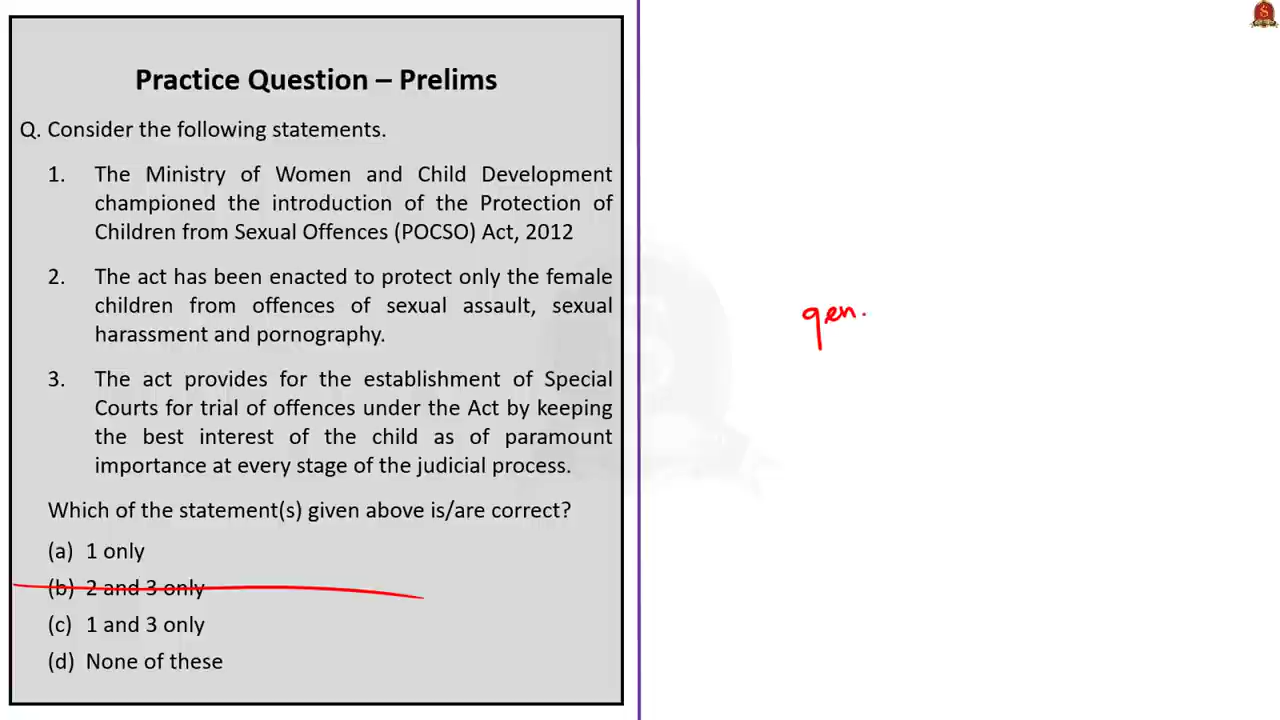 Practice Question – Prelims
Q. Consider the following statements.
1. The Ministry of Women and Child Development
championed the introduction of the Protection of
Children from Sexual Offences (POCSO) Act, 2012
2. The act has been enacted to protect only the female
children from offences of sexual assault, sexual
harassment and pornography.
3. The act provides for the establishment of Special
Courts for trial of offences under the Act by keeping
the best interest of the child as of paramount
importance at every stage of the judicial process.
Which of the statement(s) given above is/are correct?
(a) 1 only
(b) 2 and 3 only
(c) 1 and 3 only
(d) None of these
gen.